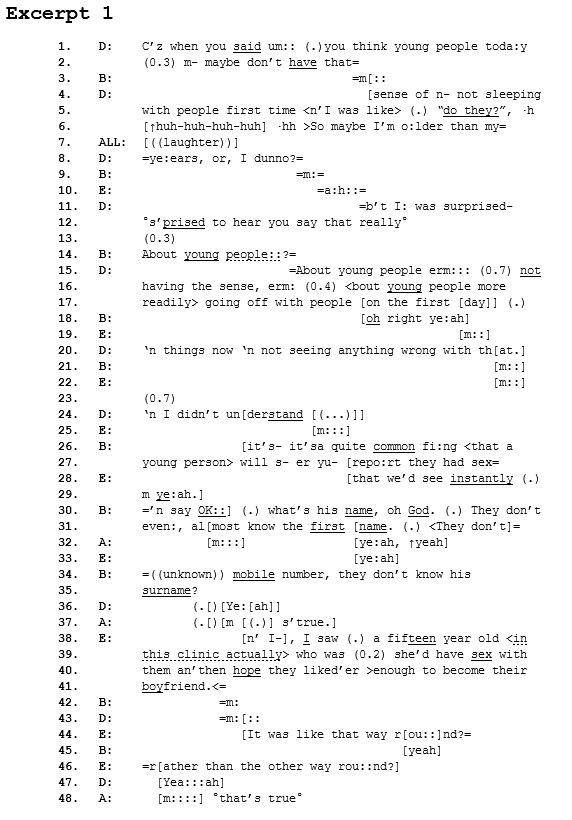 Excerpt 1
1. D: C'z when you said um:: (.)you think young people toda:y
2. (0.3) m- maybe don't have that=
3. B: =m[::
4. D: [sense of n- not sleeping
5. with people first time <n'I was like> (.) "do they?", ·h
6. [↑huh-huh-huh-huh] ·hh >So maybe I'm o:lder than my=
7. ALL: [((laughter))]
8. D: =ye:ears, or, I dunno?=
9. B: =m:=
10. E: =a:h::=
11. D: =b't I: was surprised-
12. °s'prised to hear you say that really°
13. (0.3)
14. B: About young people::?=
15. D: =About young people erm::: (0.7) not
16. having the sense, erm: (0.4) <bout young people more
17. readily> going off with people [on the first [day]] (.)
18. B: [oh right ye:ah]
19. E: [m::]
20. D: 'n things now 'n not seeing anything wrong with th[at.]
21. B: [m::]
22. E: [m::]
23. (0.7)
24. D: 'n I didn't un[derstand [(...)]]
25. E: [m:::]
26. B: [it's- it'sa quite common fi:ng <that a
27. young person> will s- er yu- [repo:rt they had sex=
28. E: [that we'd see instantly (.)
29. m ye:ah.]
30. B: ='n say OK::] (.) what's his name, oh God. (.) They don't
31. even:, al[most know the first [name. (.) <They don't]=
32. A: [m:::] [ye:ah, ↑yeah]
33. E: [ye:ah]
34. B: =((unknown)) mobile number, they don't know his
35. surname?
36. D: (.[)[Ye:[ah]]
37. A: (.[)[m [(.)] s'true.]
38. E: [n' I-], I saw (.) a fifteen year old <in
39. this clinic actually> who was (0.2) she'd have sex with
40. them an'then hope they liked'er >enough to become their
41. boyfriend.<=
42. B: =m:
43. D: =m:[::
44. E: [It was like that way r[ou::]nd?=
45. B: [yeah]
46. E: =r[ather than the other way rou::nd?]
47. D: [Yea:::ah]
48. A: [m::::] °that's true°